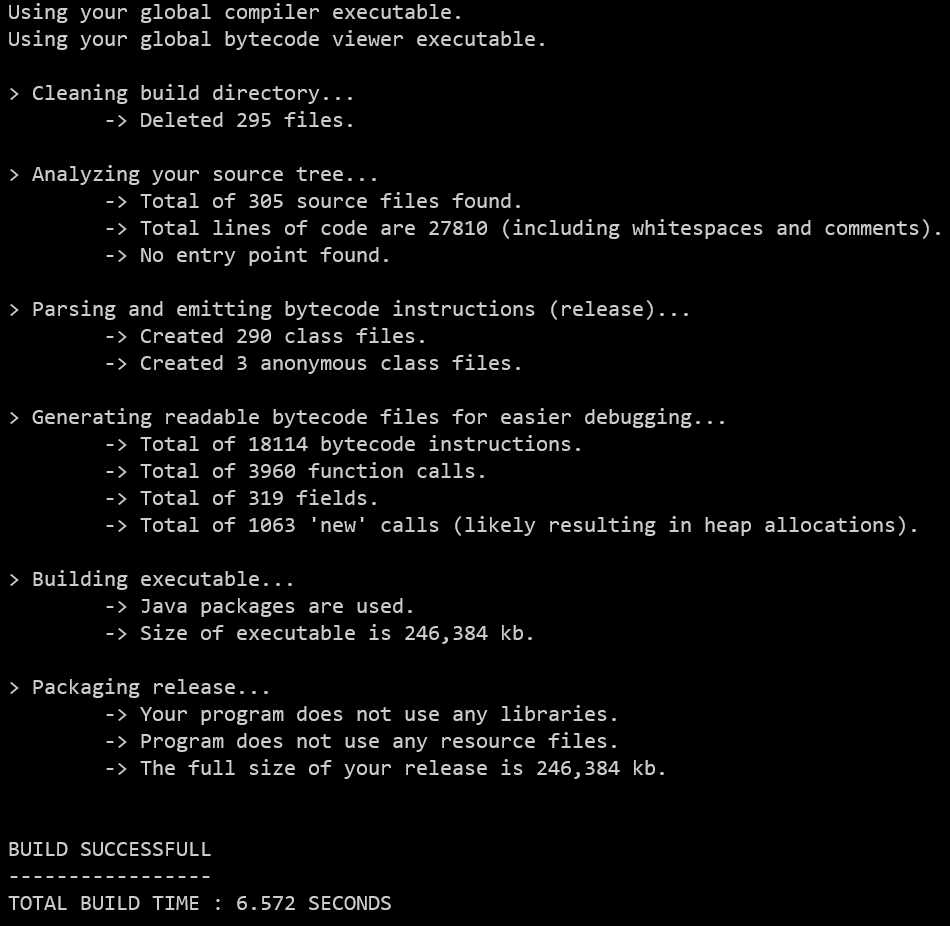 Using your global compiler executable.
Using your global bytecode viewer executable.
> Cleaning build directory...
-> Deleted 295 files.
> Analyzing your source tree...
-> Total of 305 source files found.
-> Total lines of code are 27810 (including whitespaces and comments).
-> No entry point found.
> Parsing and emitting bytecode instructions (release)...
-> Created 290 class files.
-> Created 3 anonymous class files.
> Generating readable bytecode files for easier debugging...
-> Total of 18114 bytecode instructions.
-> Total of 3960 function calls.
-> Total of 319 fields.
-> Total of 1063 'new' calls (likely resulting in heap allocations).
> Building executable...
-> Java packages are used.
-> Size of executable is 246,384 kb.
> Packaging release...
-> Your program does not use any libraries.
-> Program does not use any resource files.
-> The full size of your release is 246,384 kb.
BUILD SUCCESSFULL
-----------------
TOTAL BUILD TIME : 6.572 SECONDS